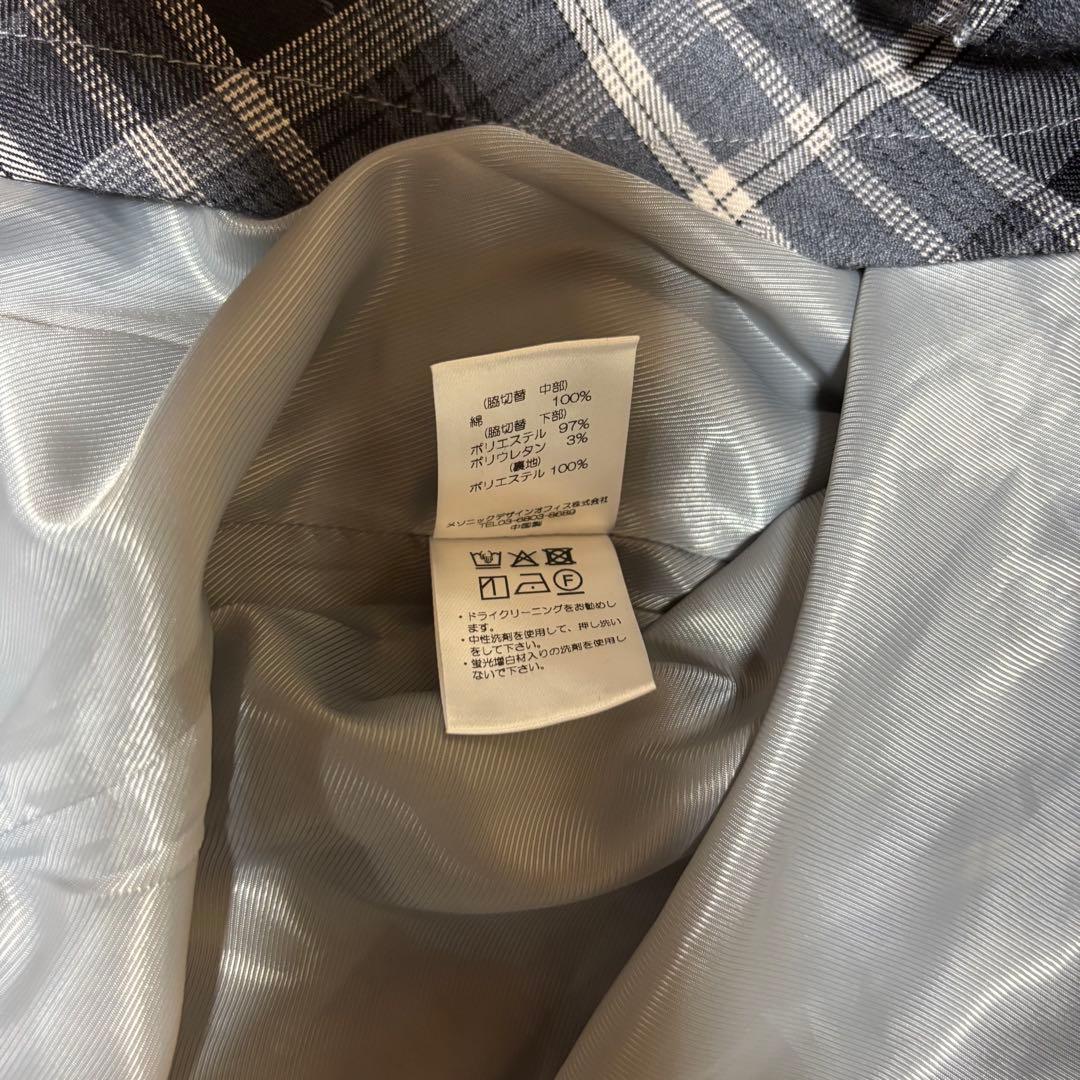 (脇切替 中部)
綿 100%
(脇切替 下部)
ポリエステル 97%
ポリウレタン 3%
(裏地)
ポリエステル 100%
メソニックデザインオフィス株式会社
TEL03-6803-8689
中国製
F
・ドライクリーニングをお勧めし
ます。
・中性洗剤を使用して、押し洗い
をして下さい。
・蛍光増白材入りの洗剤を使用し
ないで下さい。